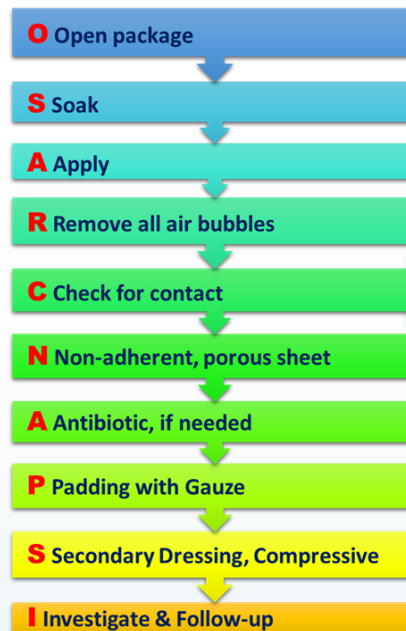 O Open package
S Soak
A Apply
R Remove all air bubbles
C Check for contact
N Non-adherent, porous sheet
A Antibiotic, if needed
P Padding with Gauze
S Secondary Dressing, Compressive
I Investigate & Follow-up